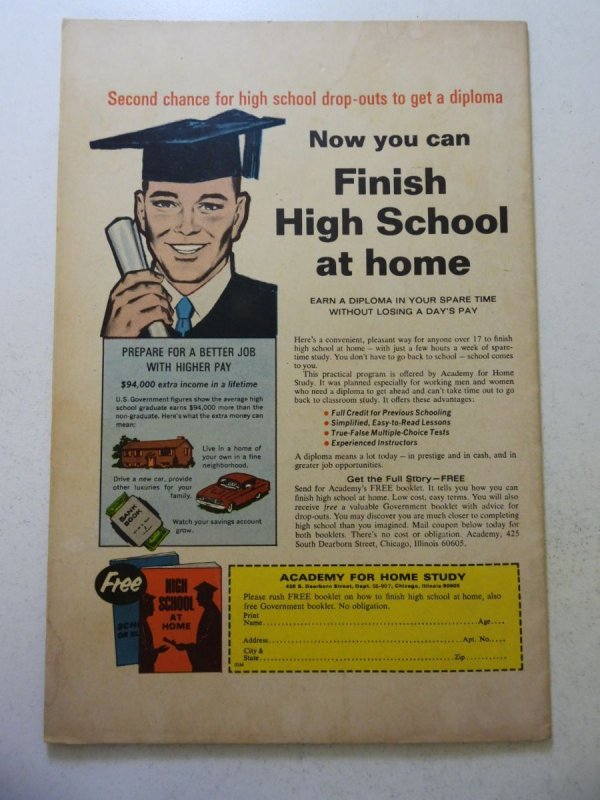 Second chance for high school drop-outs to get a diploma
Now you can
Finish
High School
at home
EARN A DIPLOMA IN YOUR SPARE TIME
WITHOUT LOSING A DAY'S PAY
PREPARE FOR A BETTER JOB
WITH HIGHER PAY
$94,000 extra income in a lifetime
U.S. Government figures show the average high
school graduate earns $94,000 more than the
non-graduate. Here's what the extra money can
mean:
Live in a home of
your own in a fine
neighborhood.
Drive a new car, provide
other luxuries for your
family.
BANK
BOOK
Watch your savings account
grow.
Here's a convenient, pleasant way for anyone over 17 to finish
high school at home — with just a few hours a week of spare-
time study. You don't have to go back to school — school comes
to you.
This practical program is offered by Academy for Home
Study. It was planned especially for working men and women
who need a diploma to get ahead and can't take time out to go
back to classroom study. It offers these advantages:
• Full Credit for Previous Schooling
• Simplified, Easy-to-Read Lessons
• True-False Multiple-Choice Tests
• Experienced Instructors
A diploma means a lot today — in prestige and in cash, and in
greater job opportunities.
Get the Full Story—FREE
Send for Academy's FREE booklet. It tells you how you can
finish high school at home. Low cost, easy terms. You will also
receive free a valuable Government booklet with advice for
drop-outs. You may discover you are much closer to completing
high school than you imagined. Mail coupon below today for
both booklets. There's no cost or obligation. Academy, 425
South Dearborn Street, Chicago, Illinois 60605.
Free
HIGH
SCHOOL
AT
HOME
ACADEMY FOR HOME STUDY
425 S. Dearborn Street, Dept. Chicago, Illinois 60605
Please rush FREE booklet on how to finish high school at home, also
free Government booklet. No obligation.
Print
Name Age
Address Apt. No.
City &
State Zip